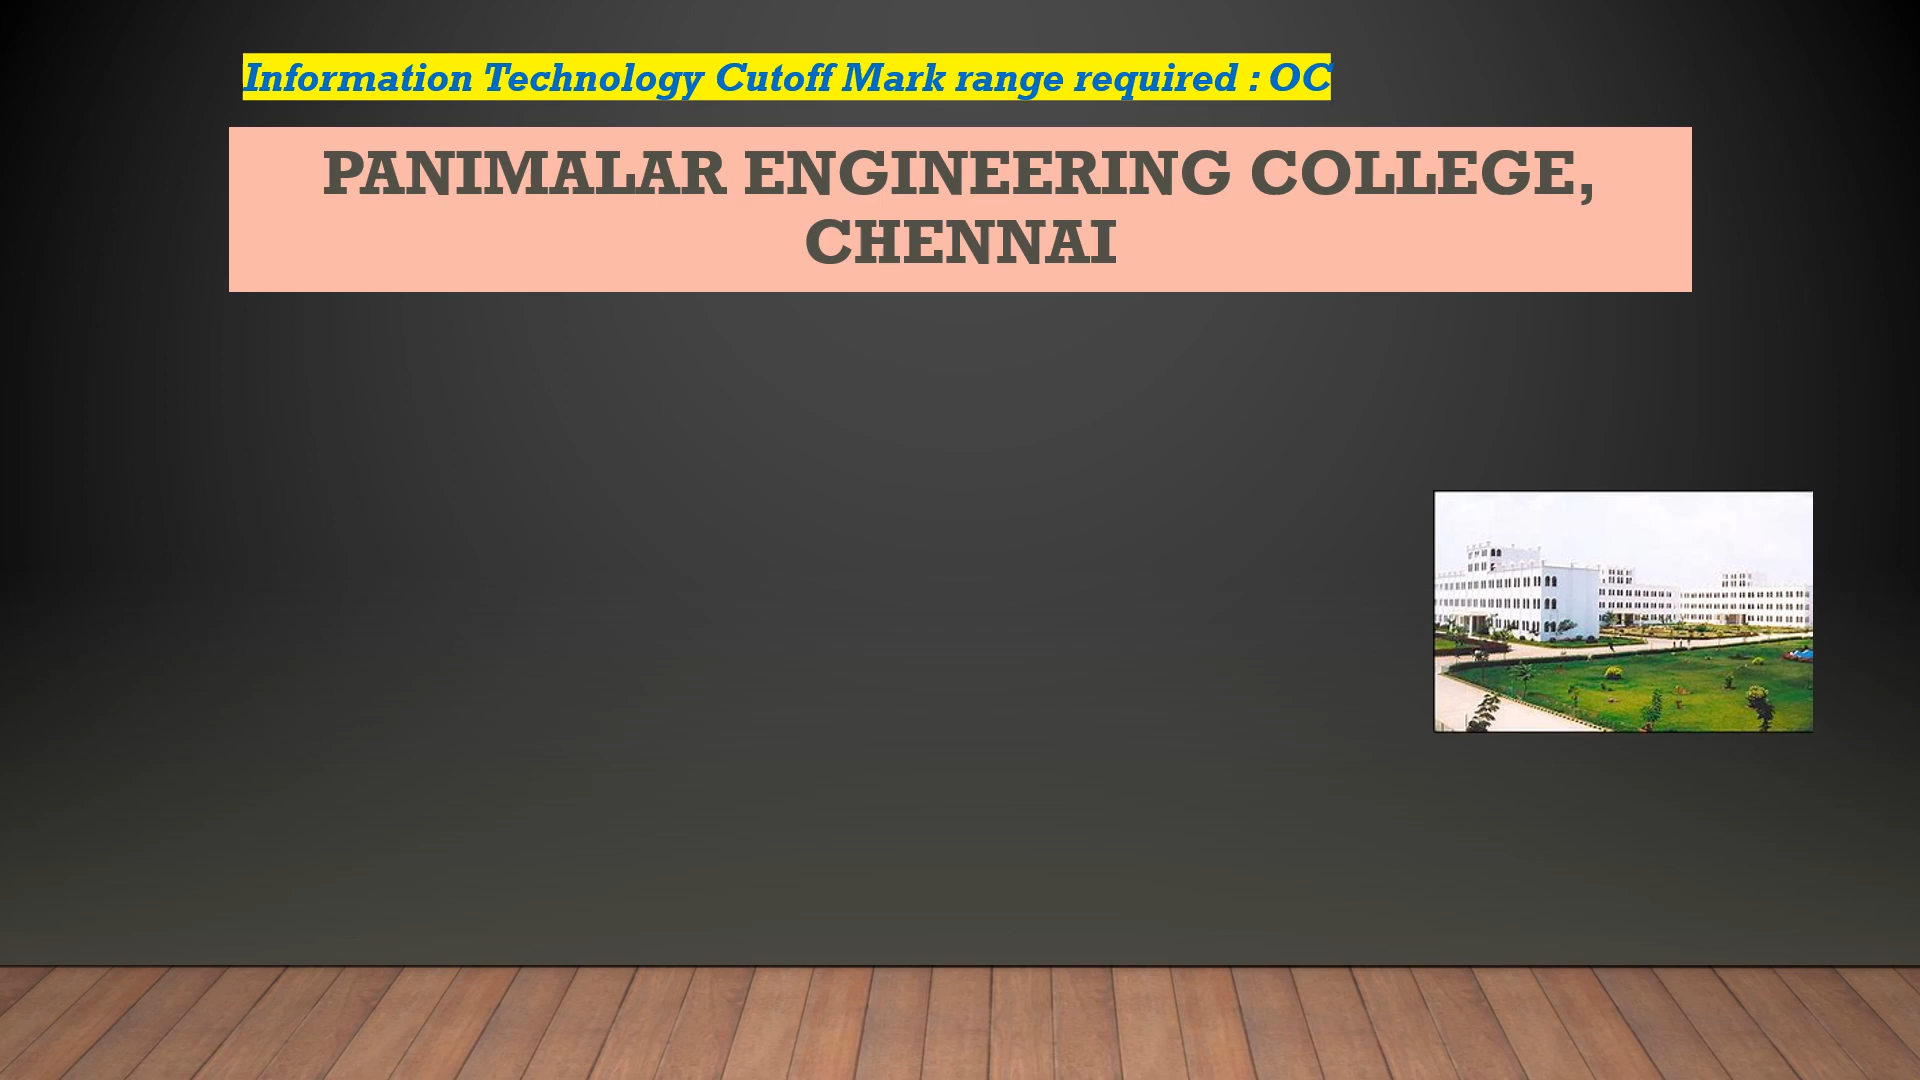 Information Technology Cutoff Mark range required : OC
PANIMALAR ENGINEERING COLLEGE,
CHENNAI